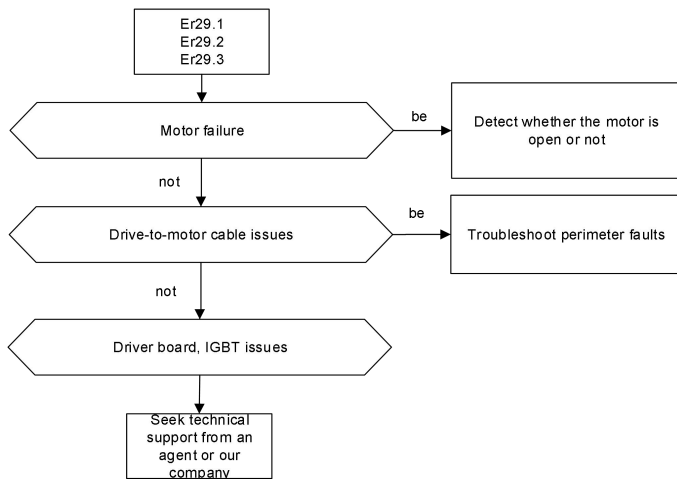 Er29.1
Er29.2
Er29.3
Motor failure
be
Detect whether the motor is
open or not
not
Drive-to-motor cable issues
be
Troubleshoot perimeter faults
not
Driver board, IGBT issues
Seek technical
support from an
agent or our
company